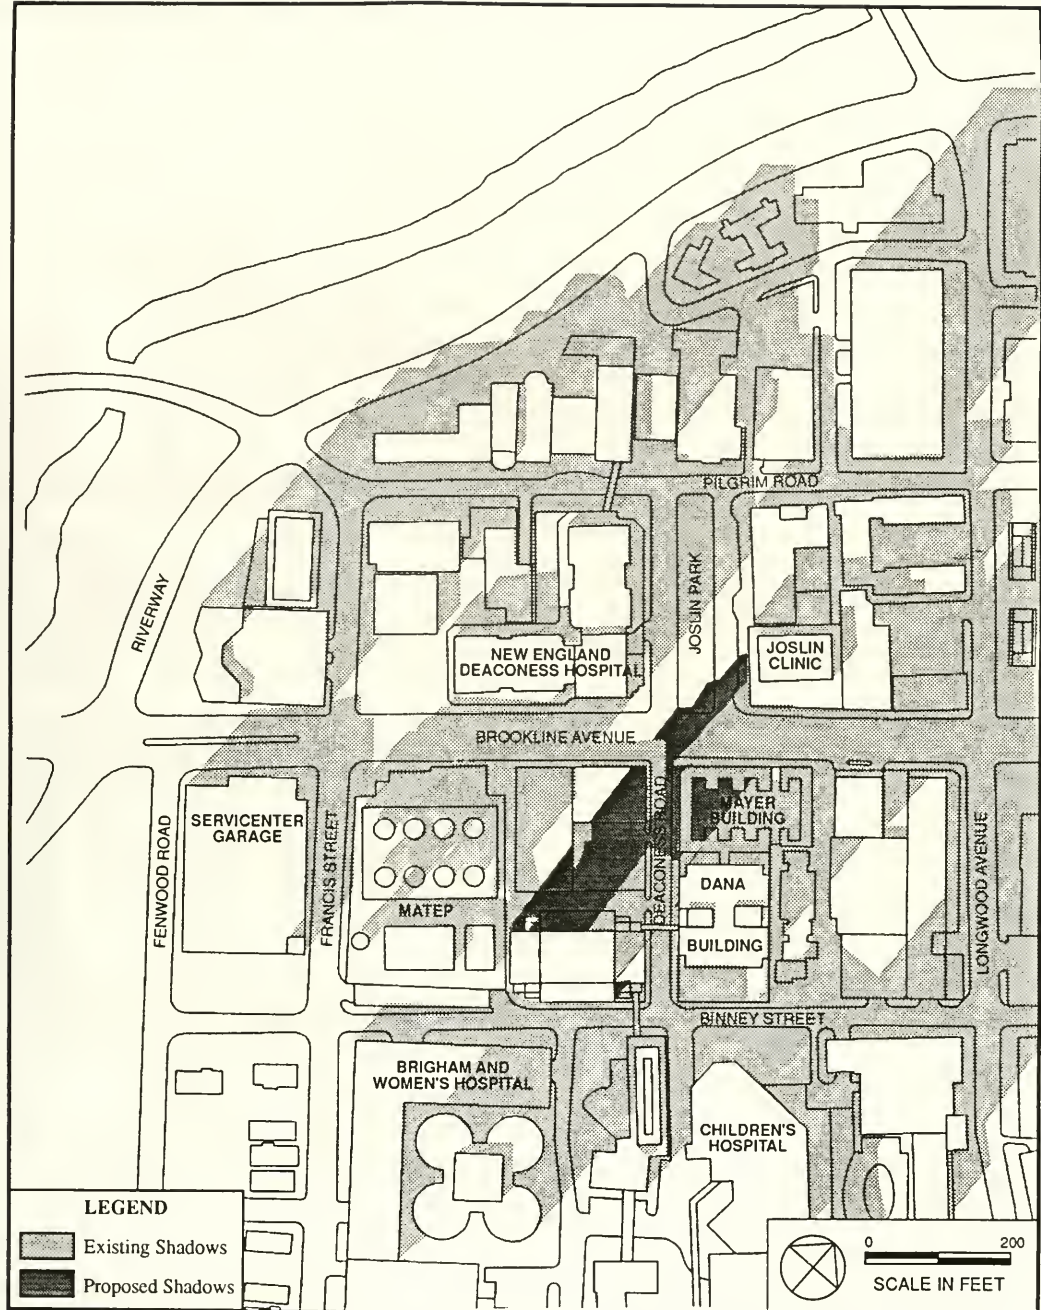 PILGRIM ROAD
RIVERWAY
JOSLIN PARK
NEW ENGLAND
DEACONESS HOSPITAL
JOSLIN
CLINIC
BROOKLINE AVENUE
FENWOOD ROAD
SERVICENTER
GARAGE
FRANCIS STREET
MATEP
DEACONESS ROAD
MAYER
BUILDING
DANA
BUILDING
LONGWOOD AVENUE
BINNEY STREET
BRIGHAM AND
WOMEN'S HOSPITAL
CHILDREN'S
HOSPITAL
LEGEND
Existing Shadows
Proposed Shadows
0 200
SCALE IN FEET